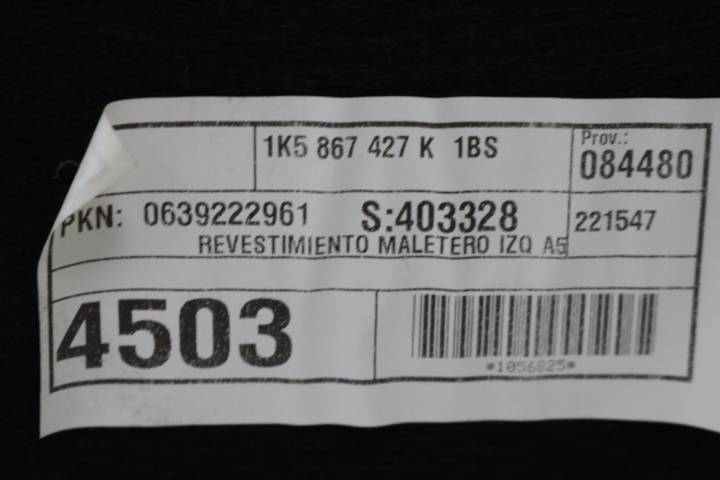 1K5 867 427 K 1BS
Prov.:
084480
PKN: 0639222961 S:403328 221547
REVESTIMIENTO MALETERO IZQ A5
4503
*1056825*